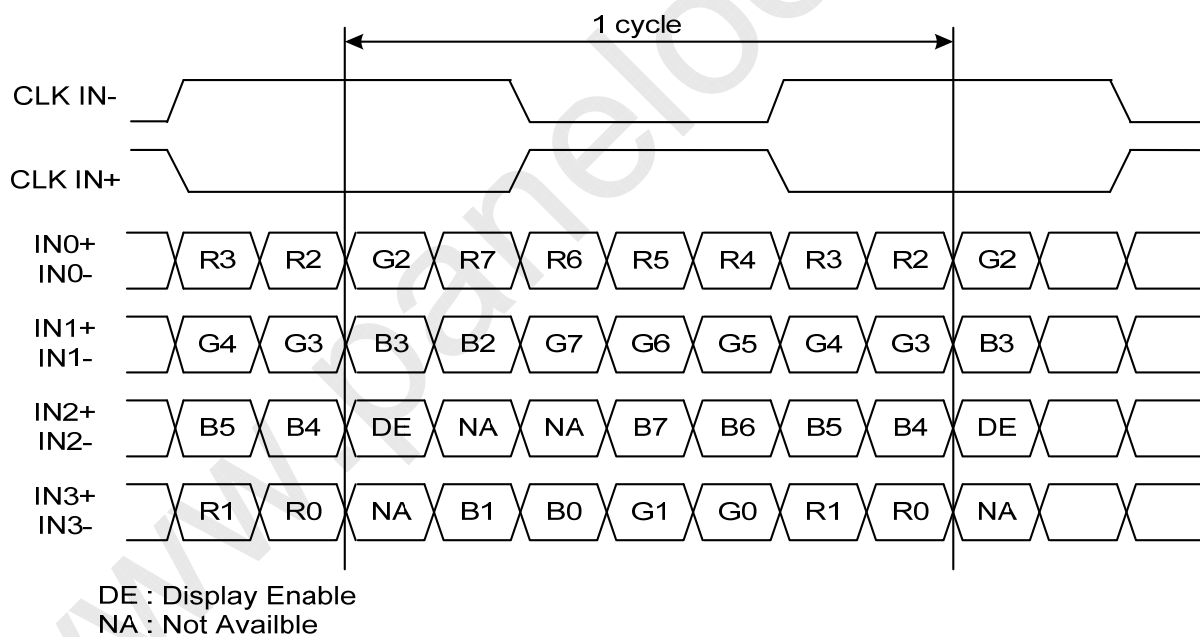 1 cycle
CLK IN-
CLK IN+
IN0+
IN0-
R3 R2 G2 R7 R6 R5 R4 R3 R2 G2
IN1+
IN1-
G4 G3 B3 B2 G7 G6 G5 G4 G3 B3
IN2+
IN2-
B5 B4 DE NA NA B7 B6 B5 B4 DE
IN3+
IN3-
R1 R0 NA B1 B0 G1 G0 R1 R0 NA
DE : Display Enable
NA : Not Availble
www.panelo